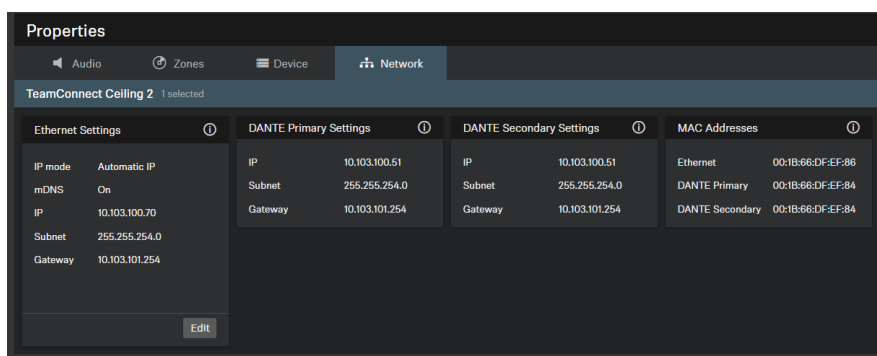 Properties
Audio
Zones
Device
Network
TeamConnect Ceiling 2 1 selected
Ethernet Settings
IP mode Automatic IP
mDNS On
IP 10.103.100.70
Subnet 255.255.254.0
Gateway 10.103.101.254
Edit
DANTE Primary Settings
IP 10.103.100.51
Subnet 255.255.254.0
Gateway 10.103.101.254
DANTE Secondary Settings
IP 10.103.100.51
Subnet 255.255.254.0
Gateway 10.103.101.254
MAC Addresses
Ethernet 00:1B:66:DF:EF:86
DANTE Primary 00:1B:66:DF:EF:84
DANTE Secondary 00:1B:66:DF:EF:84